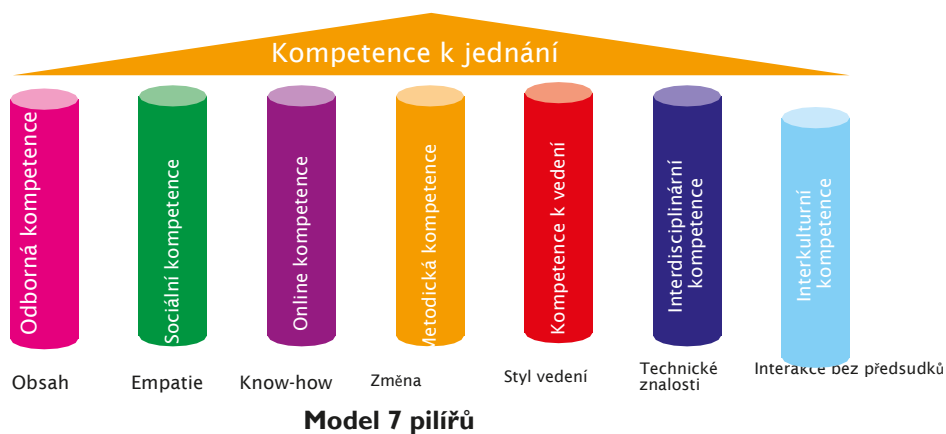 Kompetence k jednání
Odborná kompetence
Sociální kompetence
Online kompetence
Metodická kompetence
Kompetence k vedení
Interdisciplinární
kompetence
Interkulturní
kompetence
Obsah
Empatie
Know-how
Změna
Styl vedení
Technické
znalosti
Interakce bez předsudků
Model 7 pilířů